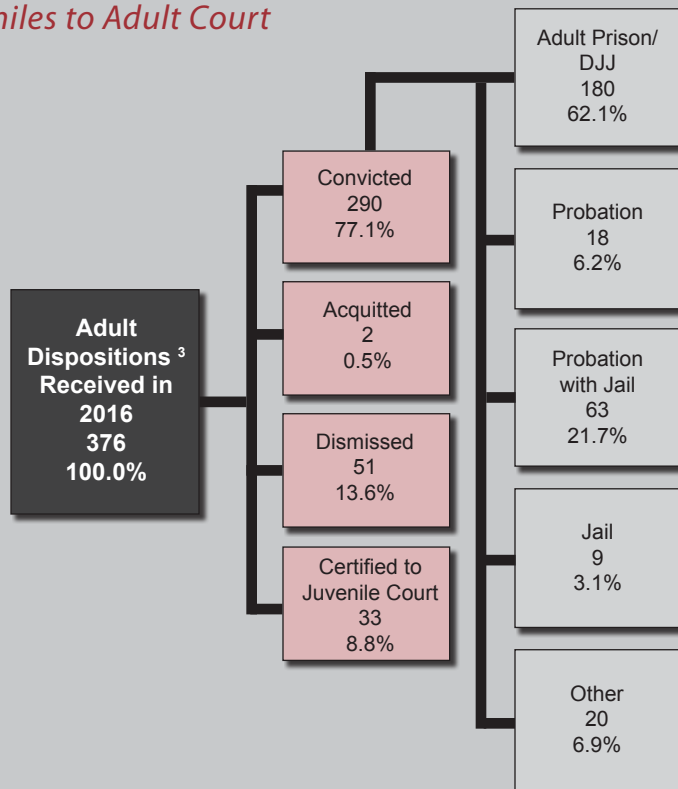 to Adult Court
Adult
Dispositions 3
Received in
2016
376
100.0%
Convicted
290
77.1%
Acquitted
2
0.5%
Dismissed
51
13.6%
Certified to
Juvenile Court
33
8.8%
Adult Prison/
DJJ
180
62.1%
Probation
18
6.2%
Probation
with Jail
63
21.7%
Jail
9
3.1%
Other
20
6.9%